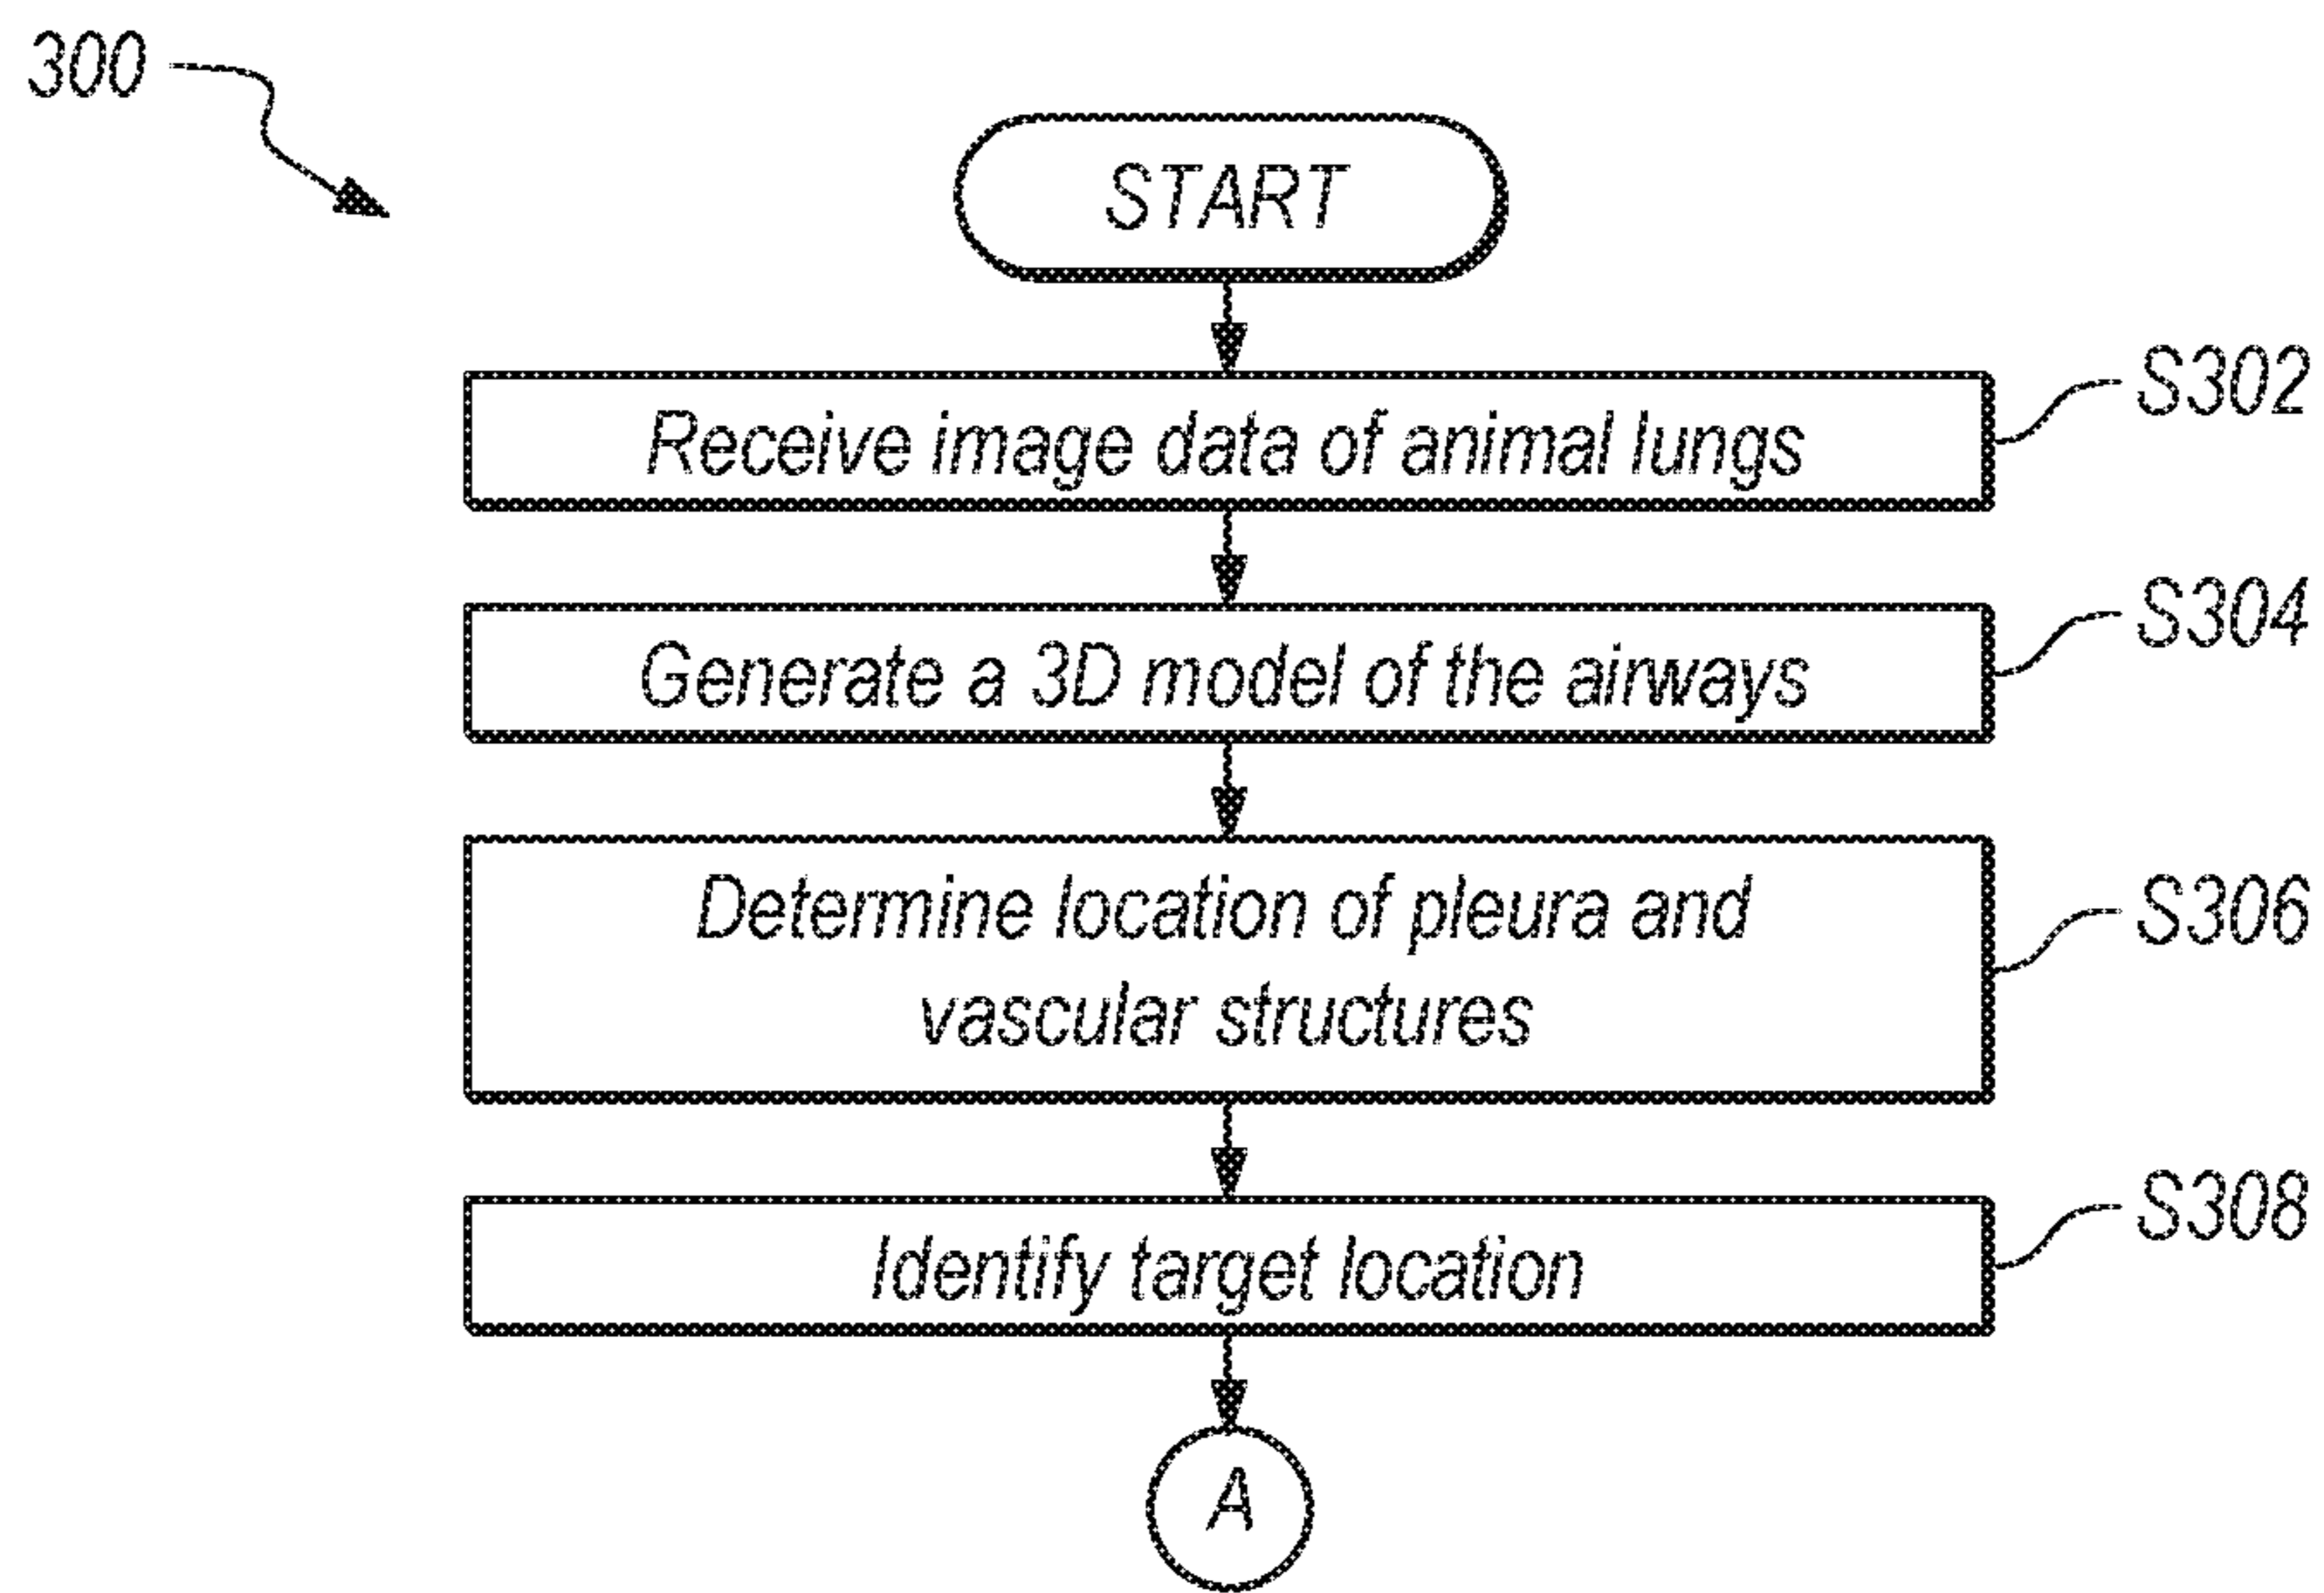 300
START
Receive image data of animal lungs
S302
Generate a 3D model of the airways
S304
Determine location of pleura and
vascular structures
S306
Identify target location
S308
A